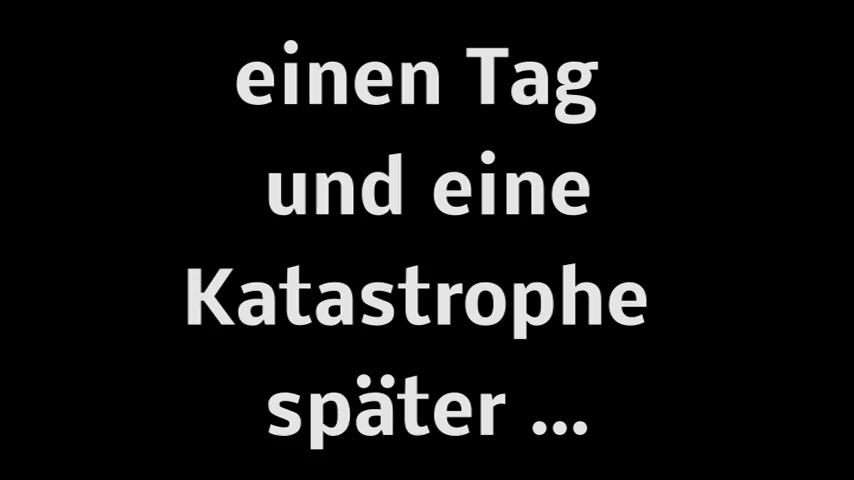 einen Tag
und eine
Katastrophe
später ...